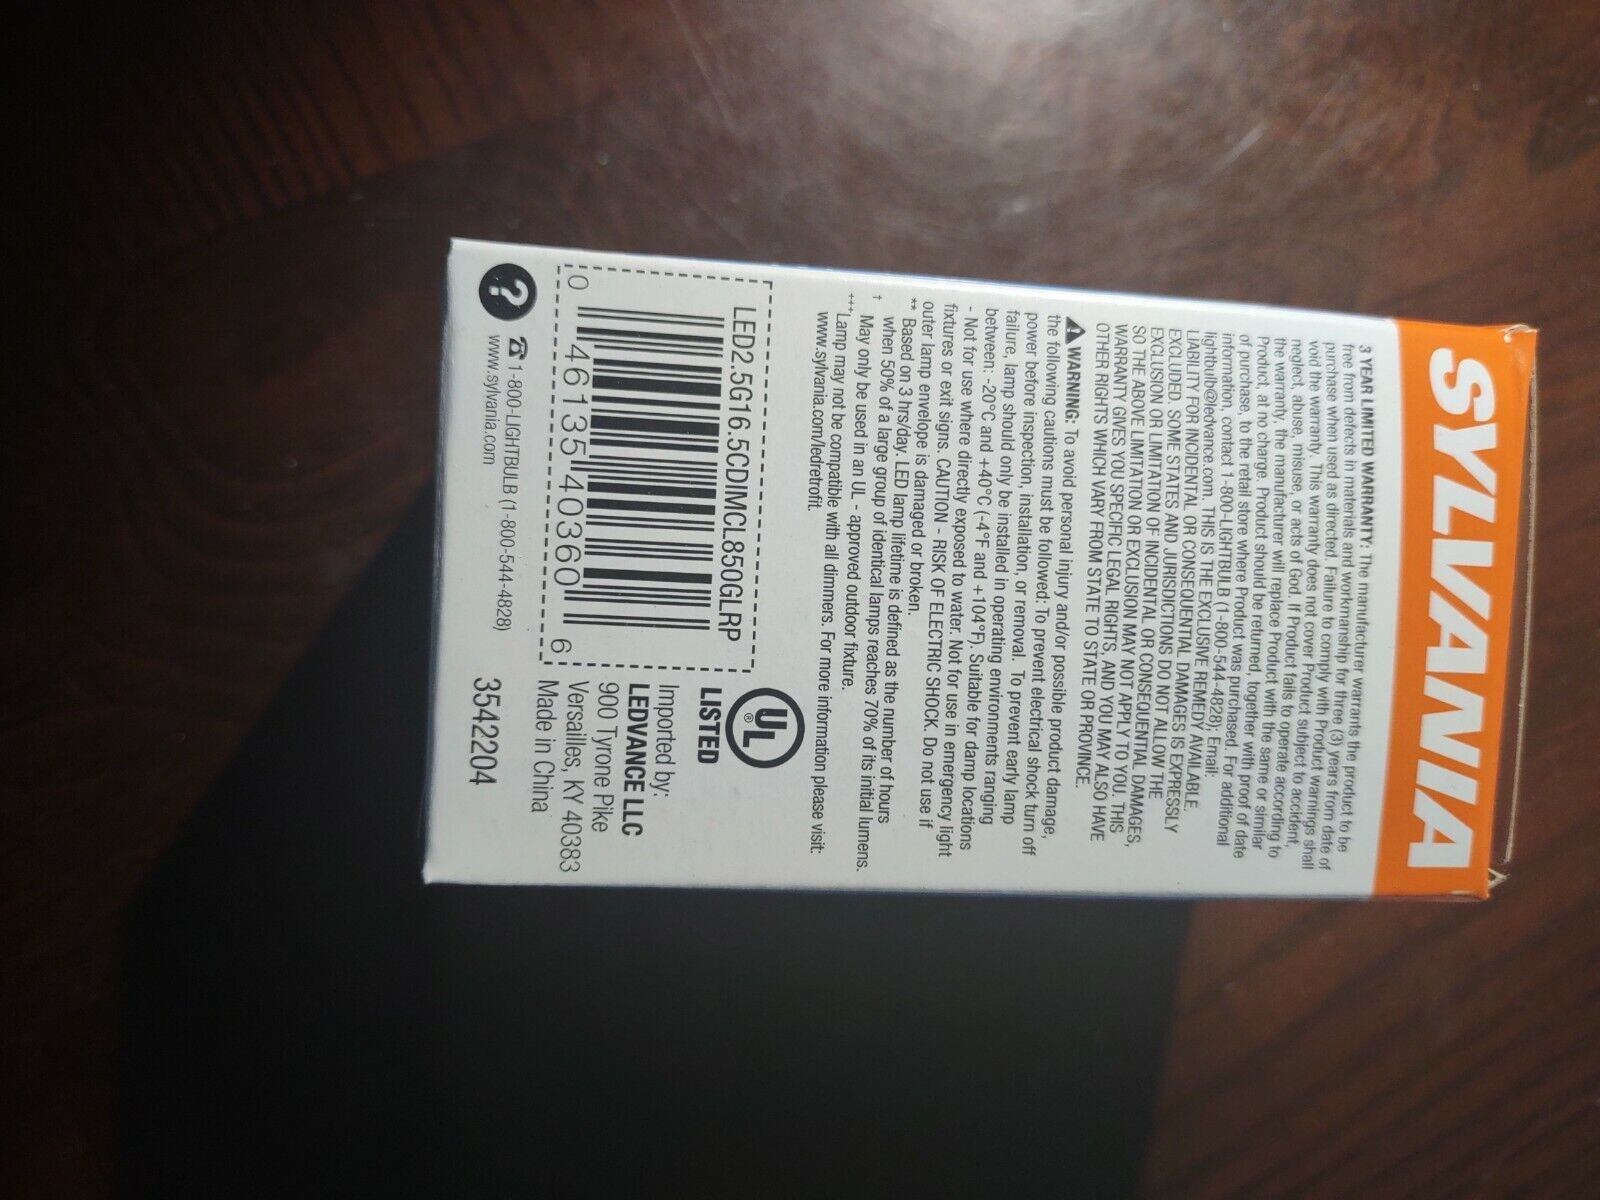 SYLVANIA
3 YEAR LIMITED WARRANTY: The manufacturer warrants the product to be
free from defects in materials and workmanship for three (3) years from date of
purchase when used as directed. Failure to comply with Product warnings shall
void the warranty. This warranty does not cover Product subject to accident,
neglect, abuse, misuse, or acts of God. If Product fails to operate according to
the warranty, the manufacturer will replace Product with the same or similar
Product, at no charge. Product should be returned, together with proof of date
of purchase, to the retail store where Product was purchased. For additional
information, contact 1-800-LIGHTBULB (1-800-544-4828); Email:
lightbulb@ledvance.com. THIS IS THE EXCLUSIVE REMEDY AVAILABLE.
LIABILITY FOR INCIDENTAL OR CONSEQUENTIAL DAMAGES IS EXPRESSLY
EXCLUDED. SOME STATES AND JURISDICTIONS DO NOT ALLOW THE
EXCLUSION OR LIMITATION OF INCIDENTAL OR CONSEQUENTIAL DAMAGES,
SO THE ABOVE LIMITATION OR EXCLUSION MAY NOT APPLY TO YOU. THIS
WARRANTY GIVES YOU SPECIFIC LEGAL RIGHTS, AND YOU MAY ALSO HAVE
OTHER RIGHTS WHICH VARY FROM STATE TO STATE OR PROVINCE.
WARNING: To avoid personal injury and/or possible product damage,
the following cautions must be followed:- To prevent electrical shock turn off
power before inspection, installation, or removal. To prevent early lamp
failure, lamp should only be installed in operating environments ranging
between: -20°C and +40°C (-4°F and +104°F). Suitable for damp locations
- Not for use where directly exposed to water. Not for use in emergency light
fixtures or exit signs. CAUTION - RISK OF ELECTRIC SHOCK. Do not use if
outer lamp envelope is damaged or broken.
** Based on 3 hrs/day. LED lamp lifetime is defined as the number of hours
when 50% of a large group of identical lamps reaches 70% of its initial lumens.
† May only be used in an UL - approved outdoor fixture.
+++Lamp may not be compatible with all dimmers. For more information please visit:
www.sylvania.com/ledretrofit.
LED2.5G16.5CDIMCL850GLRP
0 46135 40360 6
? ☎ 1-800-LIGHTBULB (1-800-544-4828)
www.sylvania.com
UL ®
LISTED
Imported by:
LEDVANCE LLC
900 Tyrone Pike
Versailles, KY 40383
Made in China
3542204